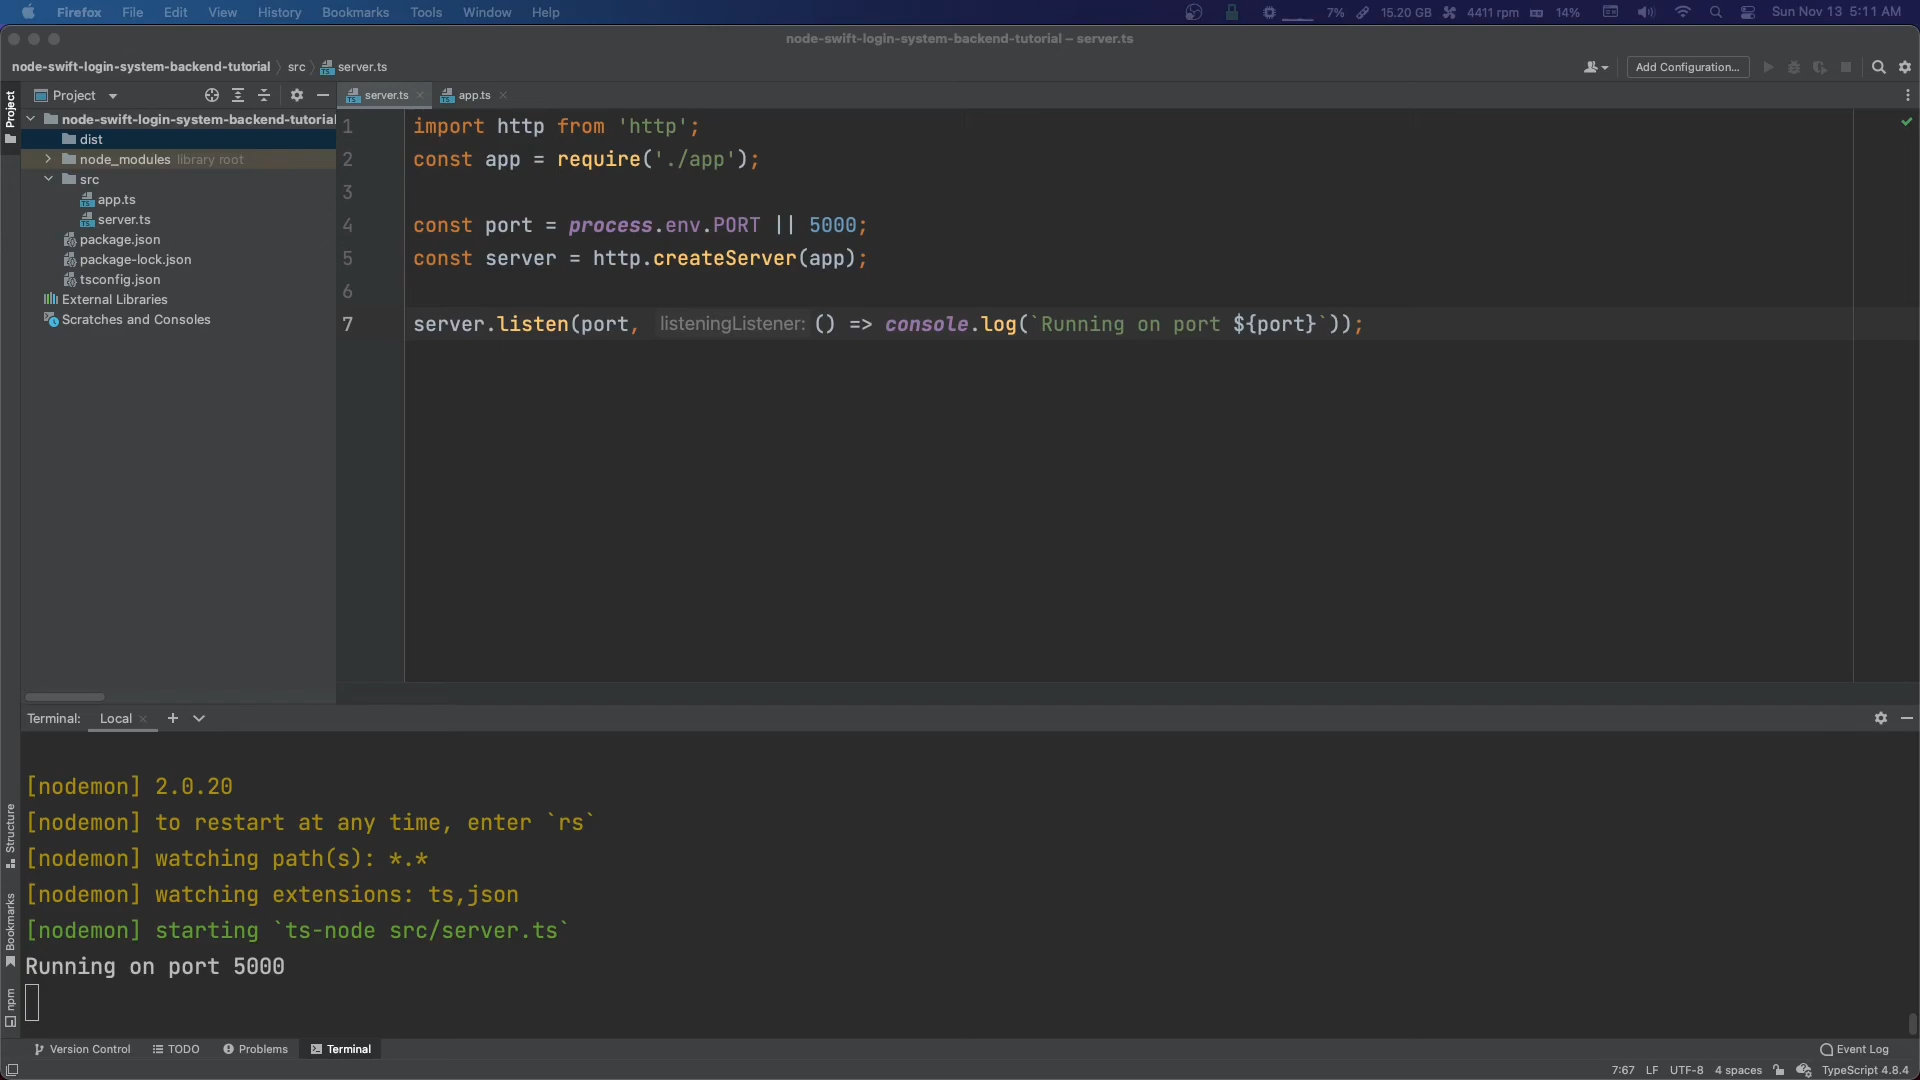 Firefox File Edit View History Bookmarks Tools Window Help 7% 15.20 GB 4411 rpm 14% Sun Nov 13 5:11 AM
node-swift-login-system-backend-tutorial – server.ts
node-swift-login-system-backend-tutorial src server.ts Add Configuration...
Project server.ts app.ts
Project
node-swift-login-system-backend-tutorial
dist
node_modules library root
src
app.ts
server.ts
package.json
package-lock.json
tsconfig.json
External Libraries
Scratches and Consoles
1 import http from 'http';
2 const app = require('./app');
3
4 const port = process.env.PORT || 5000;
5 const server = http.createServer(app);
6
7 server.listen(port, listeningListener: () => console.log(`Running on port ${port}`));
Terminal: Local
[nodemon] 2.0.20
[nodemon] to restart at any time, enter `rs`
[nodemon] watching path(s): *.*
[nodemon] watching extensions: ts,json
[nodemon] starting `ts-node src/server.ts`
Running on port 5000
Structure
Bookmarks
npm
Version Control TODO Problems Terminal Event Log
7:67 LF UTF-8 4 spaces TypeScript 4.8.4